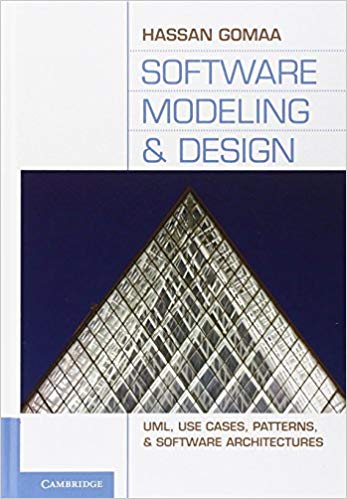 HASSAN GOMAA
SOFTWARE
MODELING
& DESIGN
UML, USE CASES, PATTERNS,
& SOFTWARE ARCHITECTURES
CAMBRIDGE